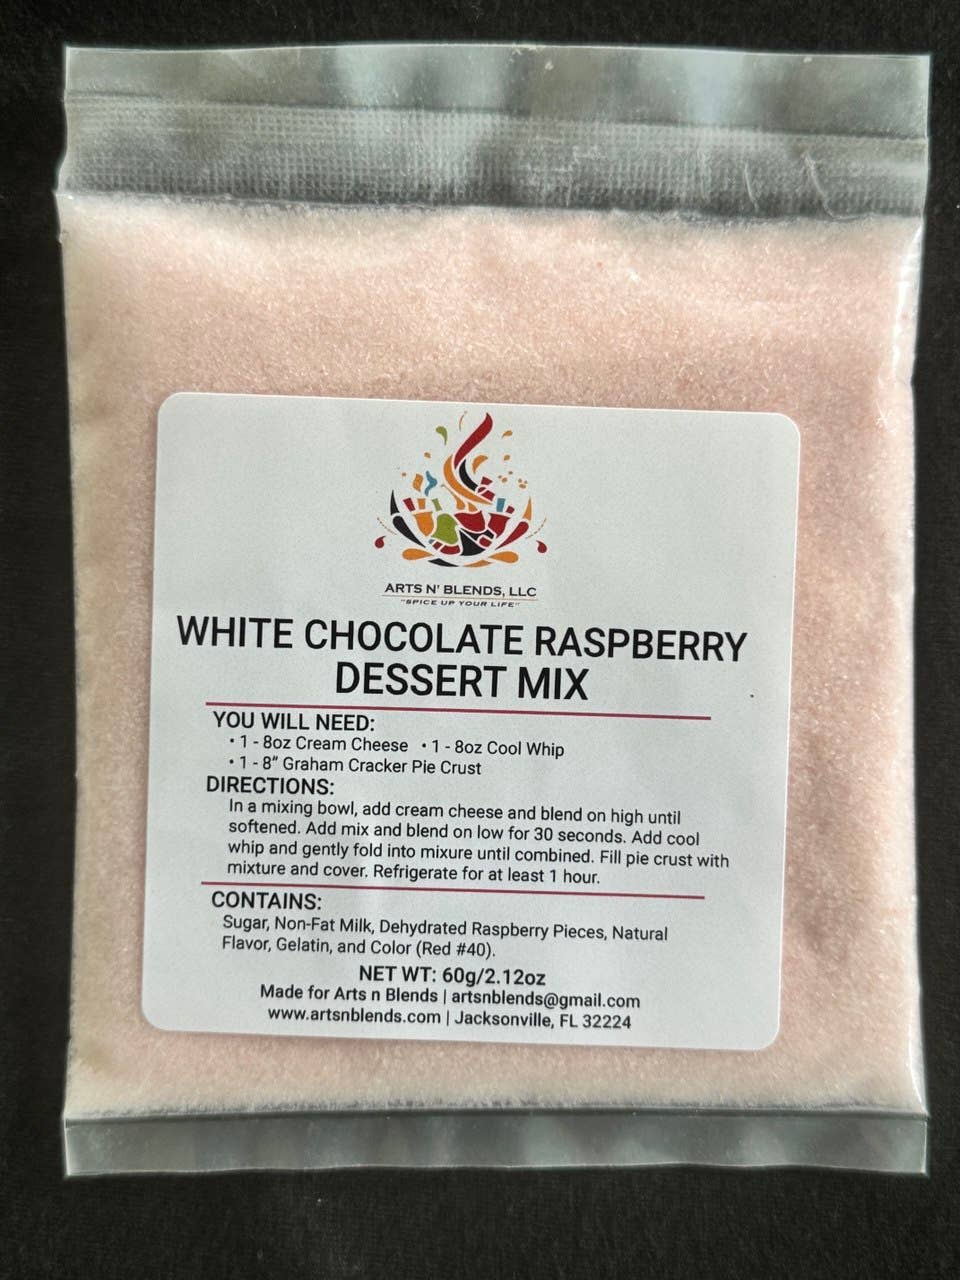 ARTS N' BLENDS, LLC
"SPICE UP YOUR LIFE"
WHITE CHOCOLATE RASPBERRY
DESSERT MIX
YOU WILL NEED:
• 1 - 8oz Cream Cheese • 1 - 8oz Cool Whip
• 1 - 8" Graham Cracker Pie Crust
DIRECTIONS:
In a mixing bowl, add cream cheese and blend on high until
softened. Add mix and blend on low for 30 seconds. Add cool
whip and gently fold into mixure until combined. Fill pie crust with
mixture and cover. Refrigerate for at least 1 hour.
CONTAINS:
Sugar, Non-Fat Milk, Dehydrated Raspberry Pieces, Natural
Flavor, Gelatin, and Color (Red #40).
NET WT: 60g/2.12oz
Made for Arts n Blends | artsnblends@gmail.com
www.artsnblends.com | Jacksonville, FL 32224